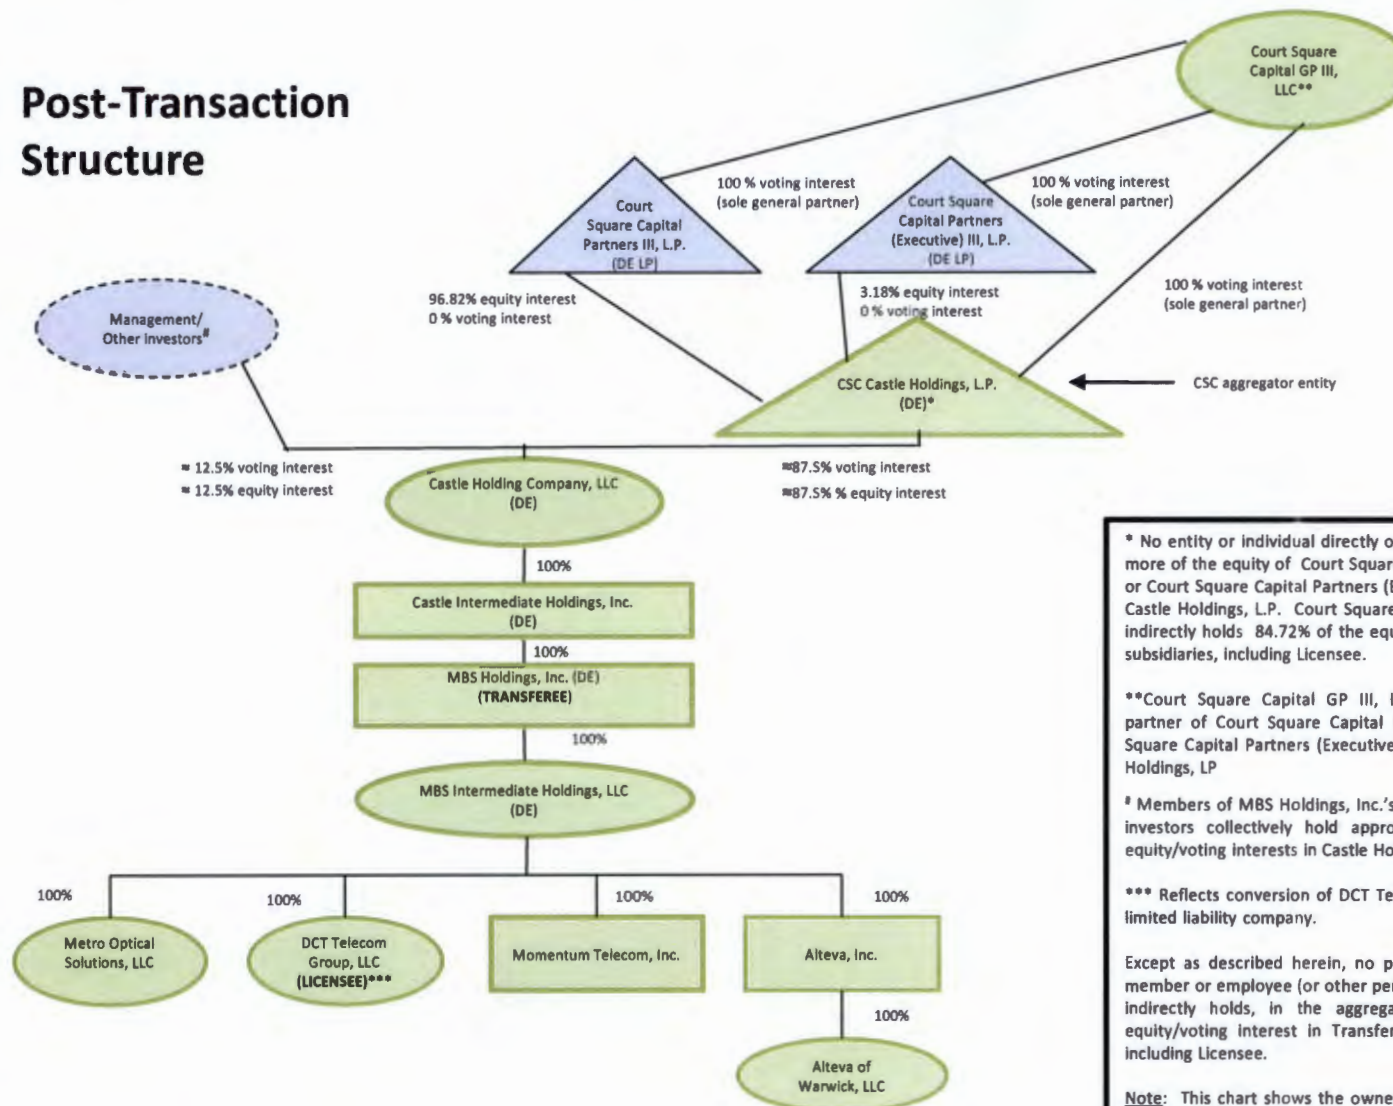 Post-Transaction
Structure
Court Square
Capital GP III,
LLC**
100 % voting interest
(sole general partner)
100 % voting interest
(sole general partner)
Court
Square Capital
Partners III, L.P.
(DE LP)
Court Square
Capital Partners
(Executive) III, L.P.
(DE LP)
100 % voting interest
(sole general partner)
96.82% equity interest
0 % voting interest
3.18% equity interest
0 % voting interest
Management/
Other Investors#
CSC Castle Holdings, L.P.
(DE)*
CSC aggregator entity
≈ 12.5% voting interest
≈ 12.5% equity interest
≈87.5% voting interest
≈87.5% % equity interest
Castle Holding Company, LLC
(DE)
100%
Castle Intermediate Holdings, Inc.
(DE)
100%
MBS Holdings, Inc. (DE)
(TRANSFEREE)
100%
MBS Intermediate Holdings, LLC
(DE)
100%
100%
100%
100%
Metro Optical
Solutions, LLC
DCT Telecom
Group, LLC
(LICENSEE)***
Momentum Telecom, Inc.
Alteva, Inc.
100%
Alteva of
Warwick, LLC
* No entity or individual directly o
more of the equity of Court Squar
or Court Square Capital Partners (E
Castle Holdings, L.P. Court Square
indirectly holds 84.72% of the equ
subsidiaries, including Licensee.
**Court Square Capital GP III,
partner of Court Square Capital
Square Capital Partners (Executive
Holdings, LP
# Members of MBS Holdings, Inc.'s
investors collectively hold appro
equity/voting interests in Castle Ho
*** Reflects conversion of DCT Te
limited liability company.
Except as described herein, no p
member or employee (or other per
indirectly holds, in the aggrega
equity/voting interest in Transfer
including Licensee.
Note: This chart shows the owne